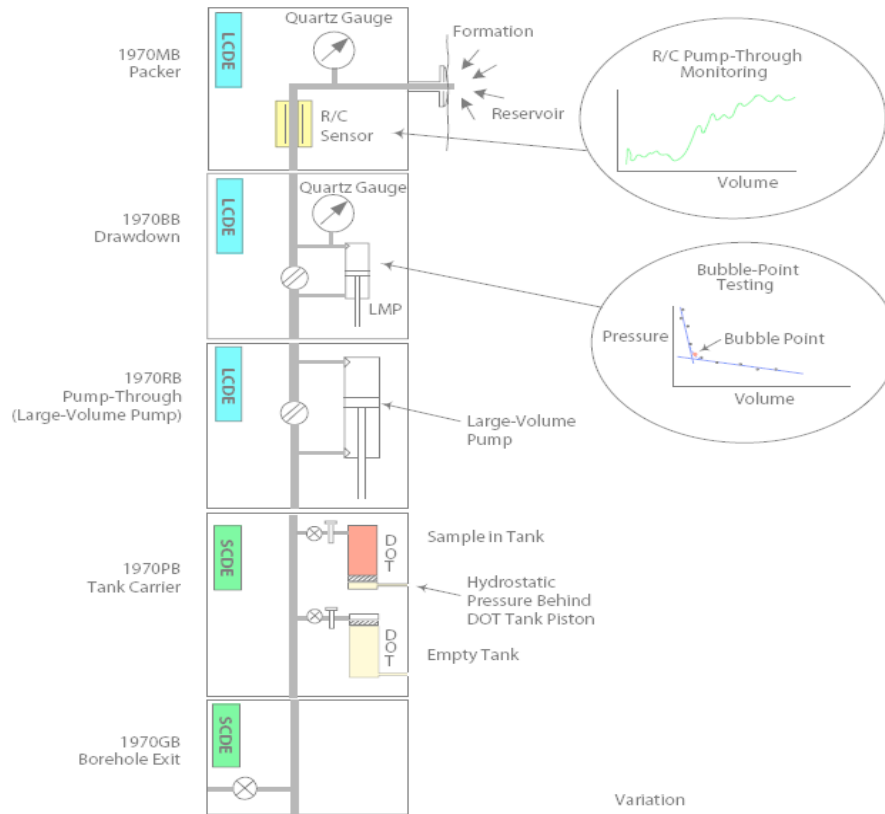 1970MB
Packer
LCDE
Quartz Gauge
R/C
Sensor
Formation
Reservoir
R/C Pump-Through
Monitoring
Volume
1970BB
Drawdown
LCDE
Quartz Gauge
LMP
Bubble-Point
Testing
Pressure
Bubble Point
Volume
1970RB
Pump-Through
(Large-Volume Pump)
LCDE
Large-Volume
Pump
1970PB
Tank Carrier
SCDE
DOT
Sample in Tank
Hydrostatic
Pressure Behind
DOT Tank Piston
DOT
Empty Tank
1970GB
Borehole Exit
SCDE
Variation